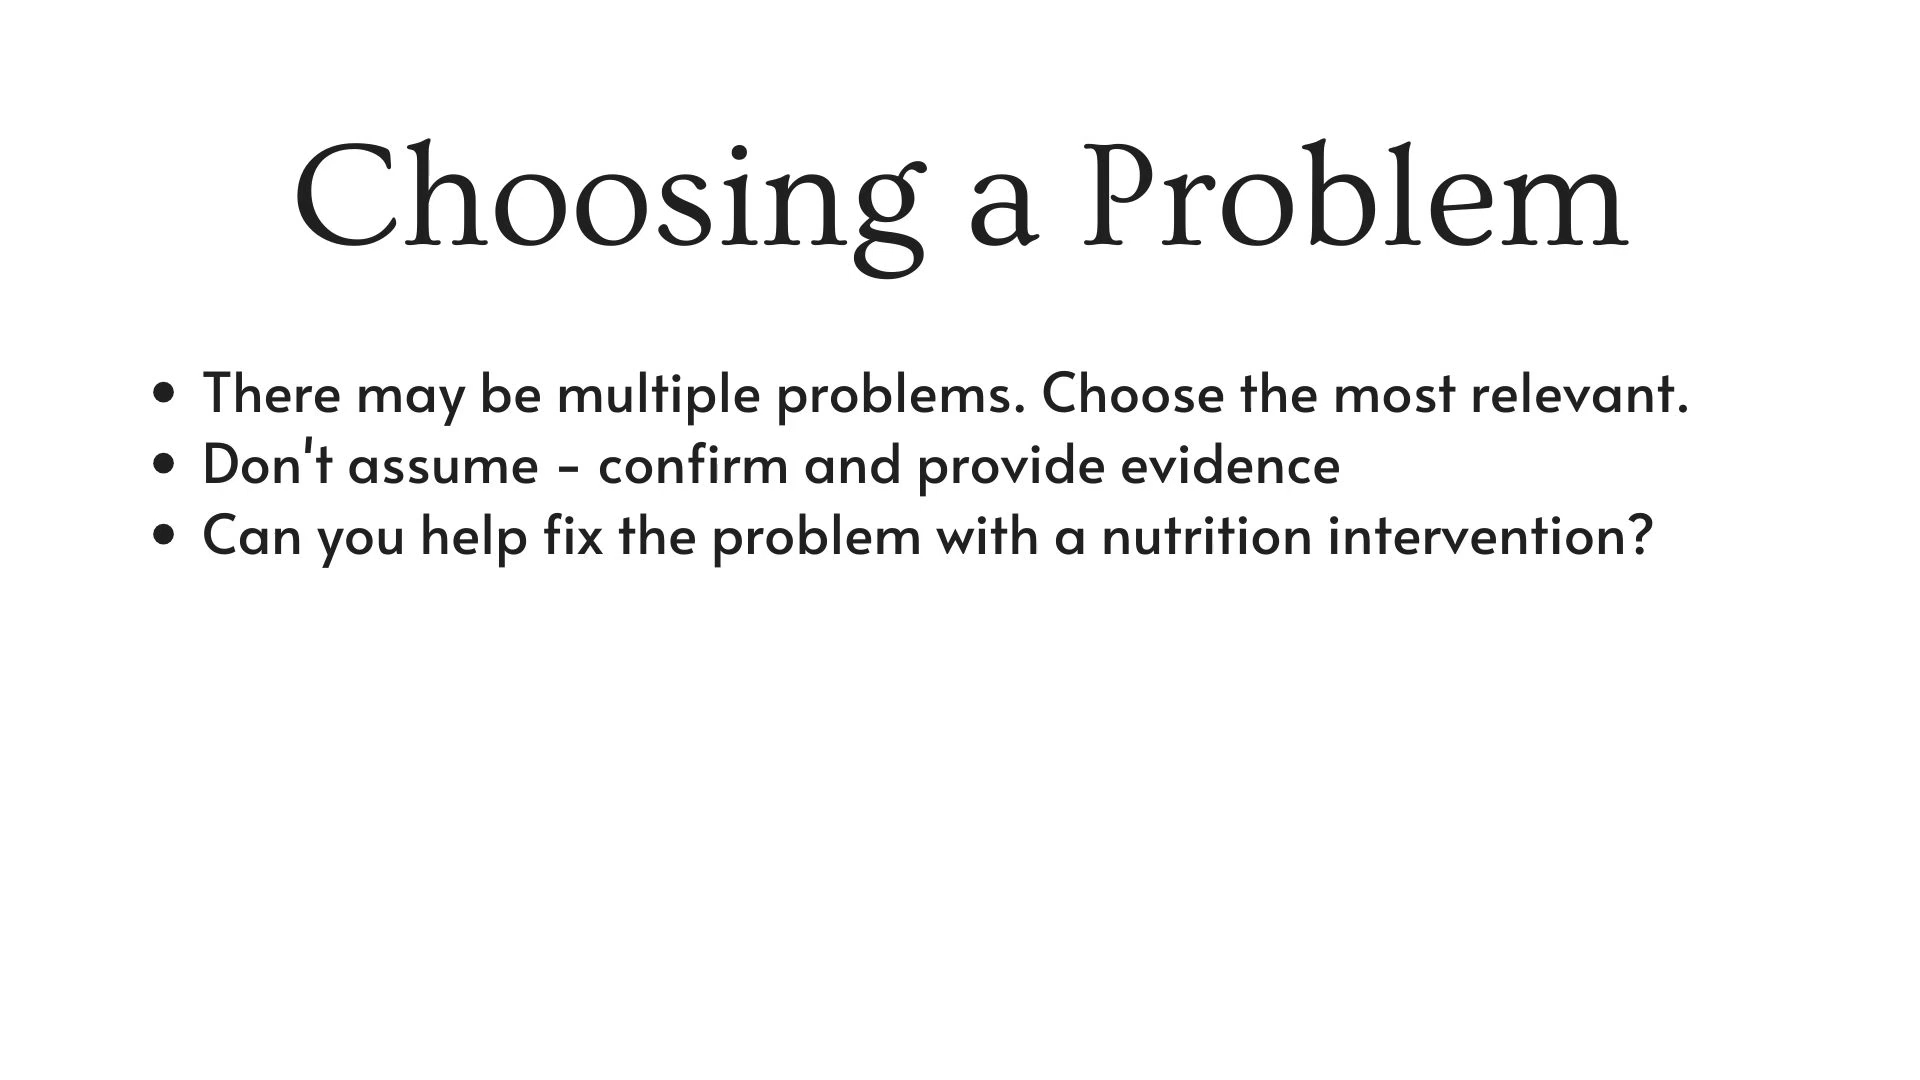 Choosing a Problem
• There may be multiple problems. Choose the most relevant.
• Don't assume - confirm and provide evidence
• Can you help fix the problem with a nutrition intervention?